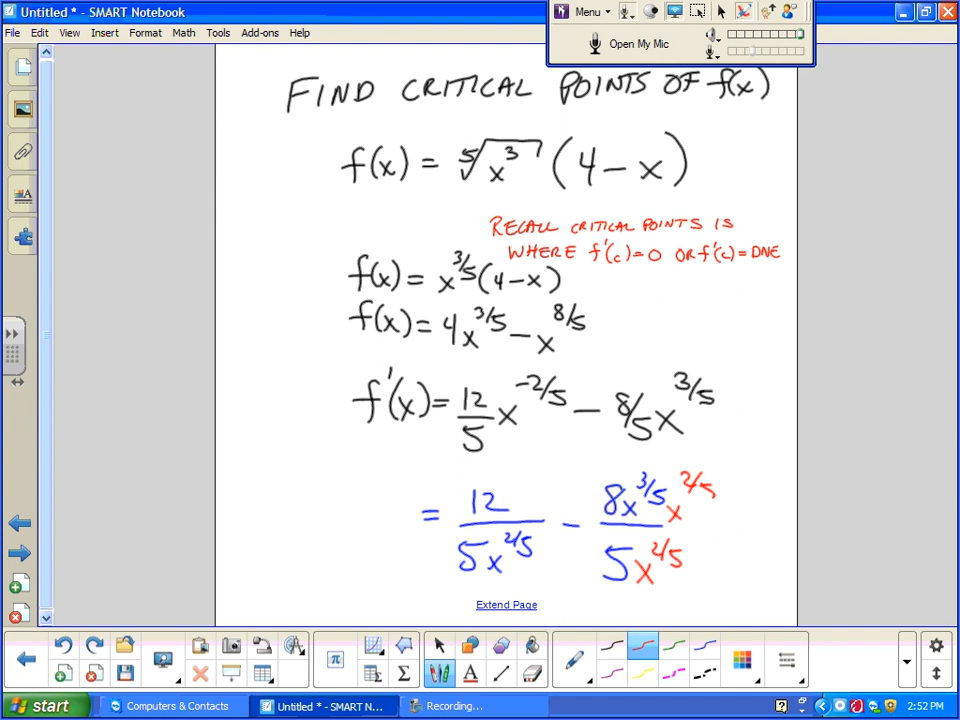 Untitled * - SMART Notebook
Menu
File Edit View Insert Format Math Tools Add-ons Help
Open My Mic
FIND CRITICAL POINTS OF f(x)
f(x) = ⁵√x³ (4 − x)
RECALL CRITICAL POINTS IS
WHERE f'(c) = 0 OR f'(c) = DNE
f(x) = x^3/5 (4 − x)
f(x) = 4x^3/5 − x^8/5
f'(x) = 12/5 x^−2/5 − 8/5 x^3/5
= 12/5x^2/5 − 8x^3/5 x^2/5 / 5x^2/5
Extend Page
start
Computers & Contacts
Untitled * - SMART N...
Recording...
2:52 PM